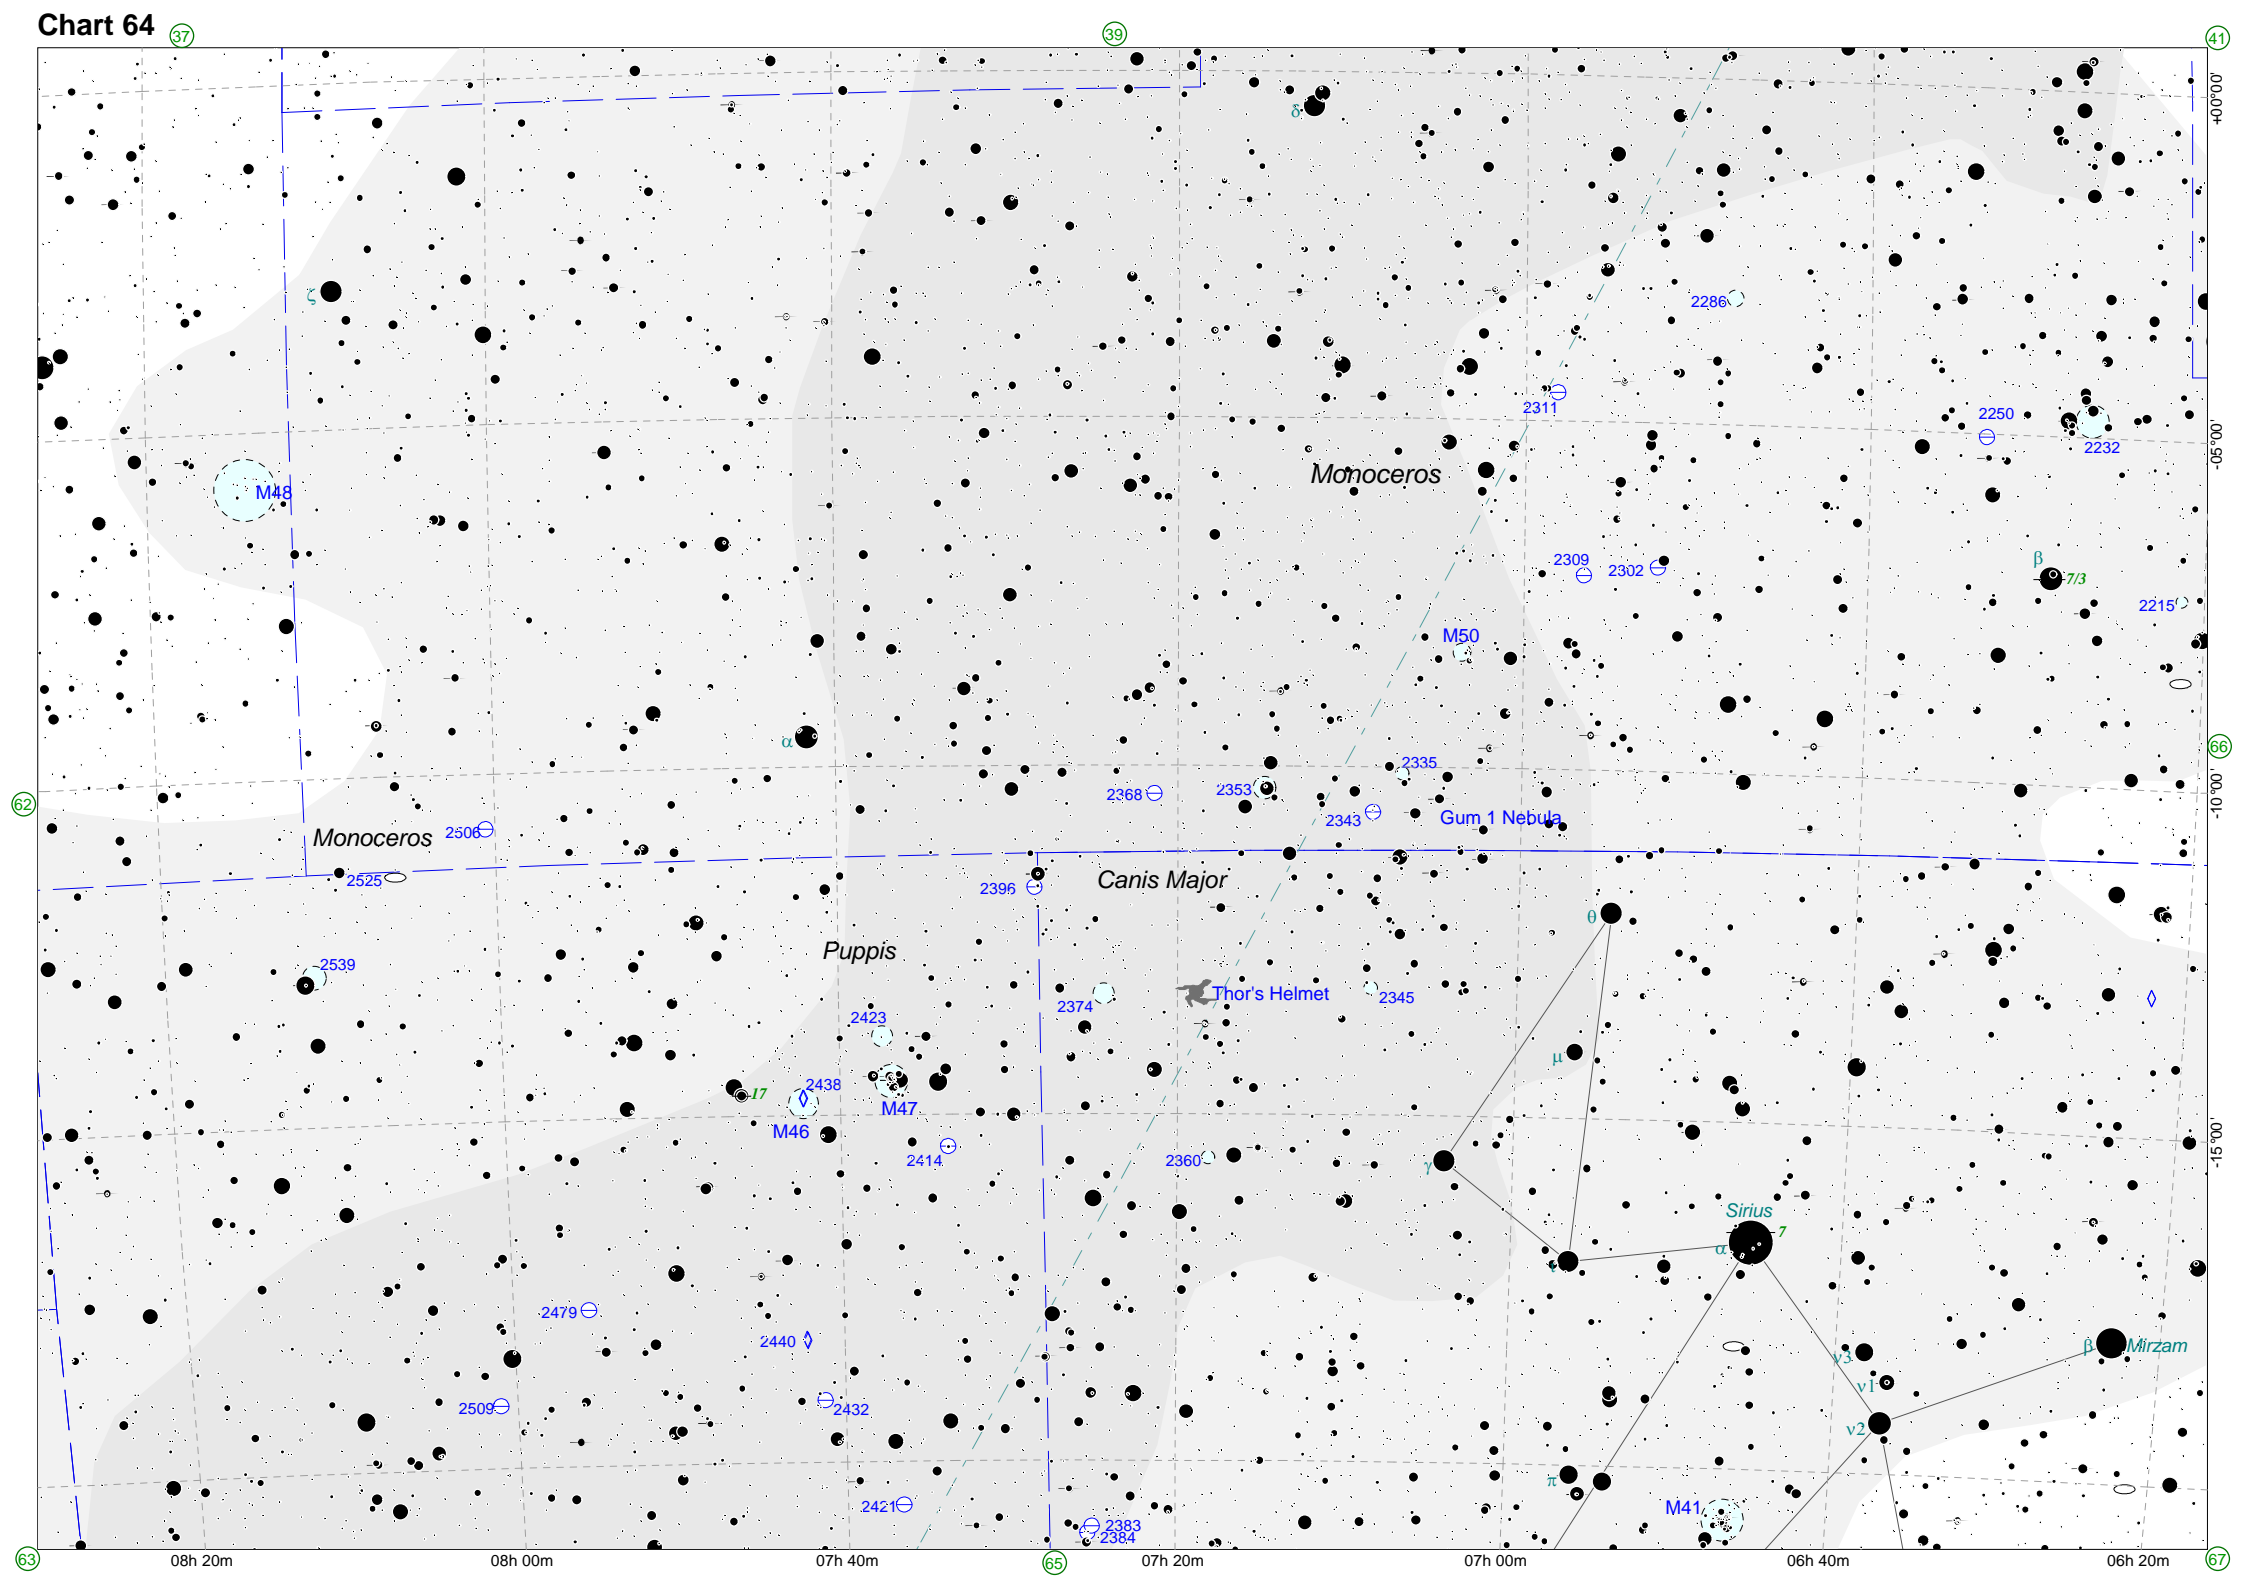 Chart 64
37
39
41
+00°00'
δ
ζ
2286
2311
2250
2232
-05°00'
Monoceros
M48
2309
2302
β
7/3
2215
M50
α
66
2335
2353
2368
2343
Gum 1 Nebula
-10°00'
62
Monoceros
2506
2525
2396
Canis Major
θ
Puppis
2539
Thor's Helmet
2374
2345
2423
μ
2438
17
M47
M46
2414
2360
-15°00'
γ
Sirius
7
α
ι
2479
2440
β
Mirzam
ν3
ν1
2509
2432
ν2
π
2421
M41
2383
2384
63
08h 20m
08h 00m
07h 40m
65
07h 20m
07h 00m
06h 40m
06h 20m
67